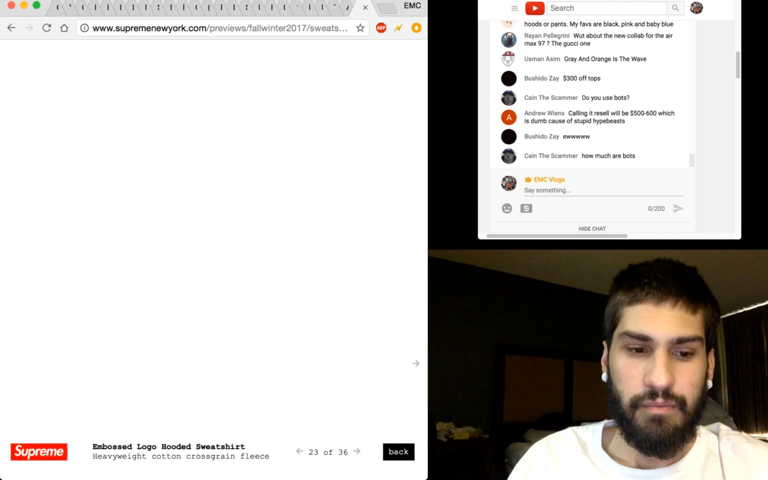 EMC
www.supremenewyork.com/previews/fallwinter2017/sweats...
ABP
Supreme
Embossed Logo Hooded Sweatshirt
Heavyweight cotton crossgrain fleece
23 of 36
back
Search
hoods or pants. My favs are black, pink and baby blue
Rayan Pellegrini Wut about the new collab for the air
max 97 ? The gucci one
Usman Asim Gray And Orange Is The Wave
Bushido Zay $300 off tops
Cain The Scammer Do you use bots?
A
Andrew Wiens Calling it resell will be $500-600 which
is dumb cause of stupid hypebeasts
Bushido Zay ewwwww
Cain The Scammer how much are bots
EMC Vlogs
Say something...
0/200
HIDE CHAT